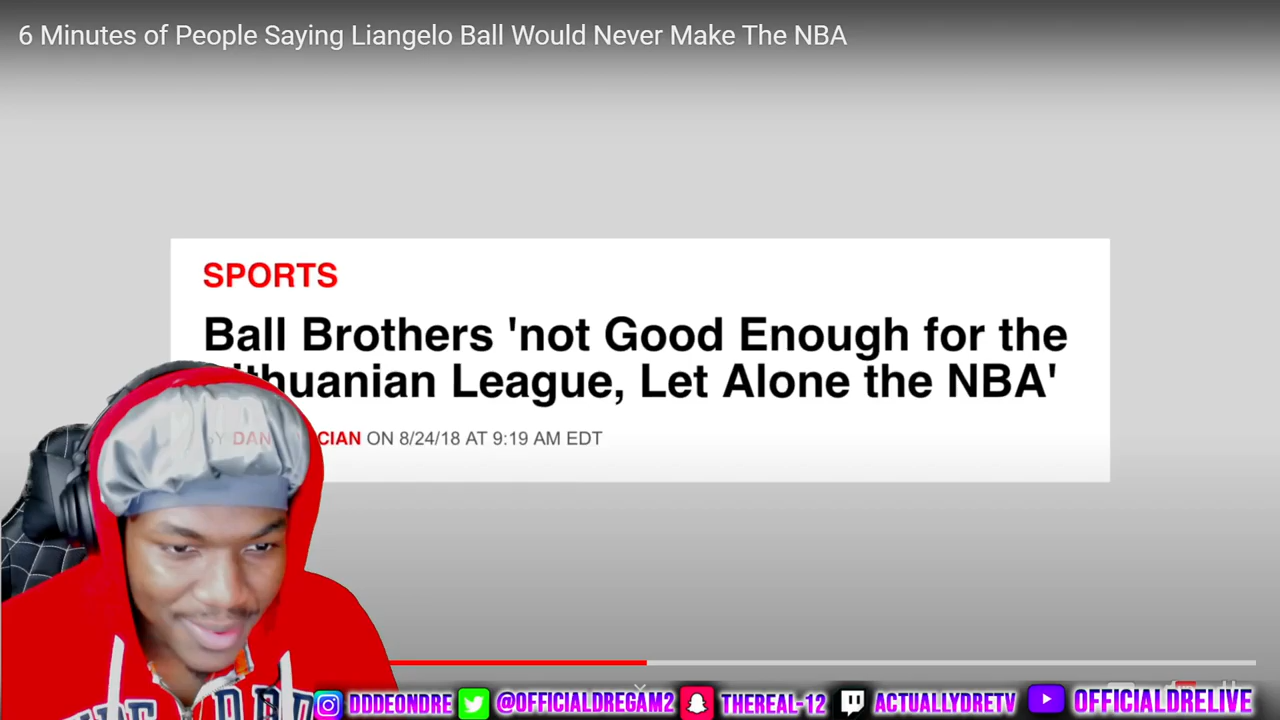 6 Minutes of People Saying Liangelo Ball Would Never Make The NBA
SPORTS
Ball Brothers 'not Good Enough for the
League, Let Alone the NBA'
ON 8/24/18 AT 9:19 AM EDT
DDDEONDRE @OFFICIALDREGAM2 THEREAL-12 ACTUALLYDRETV OFFICIALDRELIVE